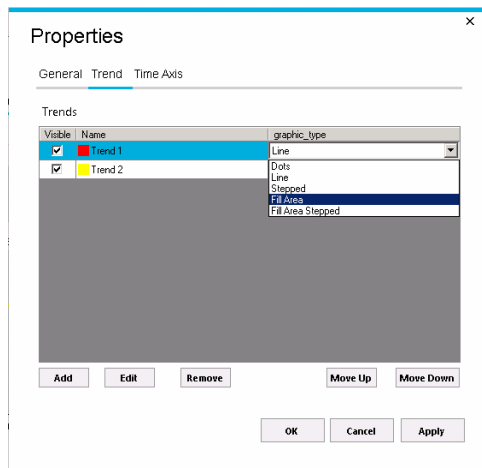 Properties
General Trend Time Axis
Trends
Visible Name graphic_type
Trend 1 Line
Dots
Trend 2 Line
Stepped
Fill Area
Fill Area Stepped
Add Edit Remove Move Up Move Down
OK Cancel Apply